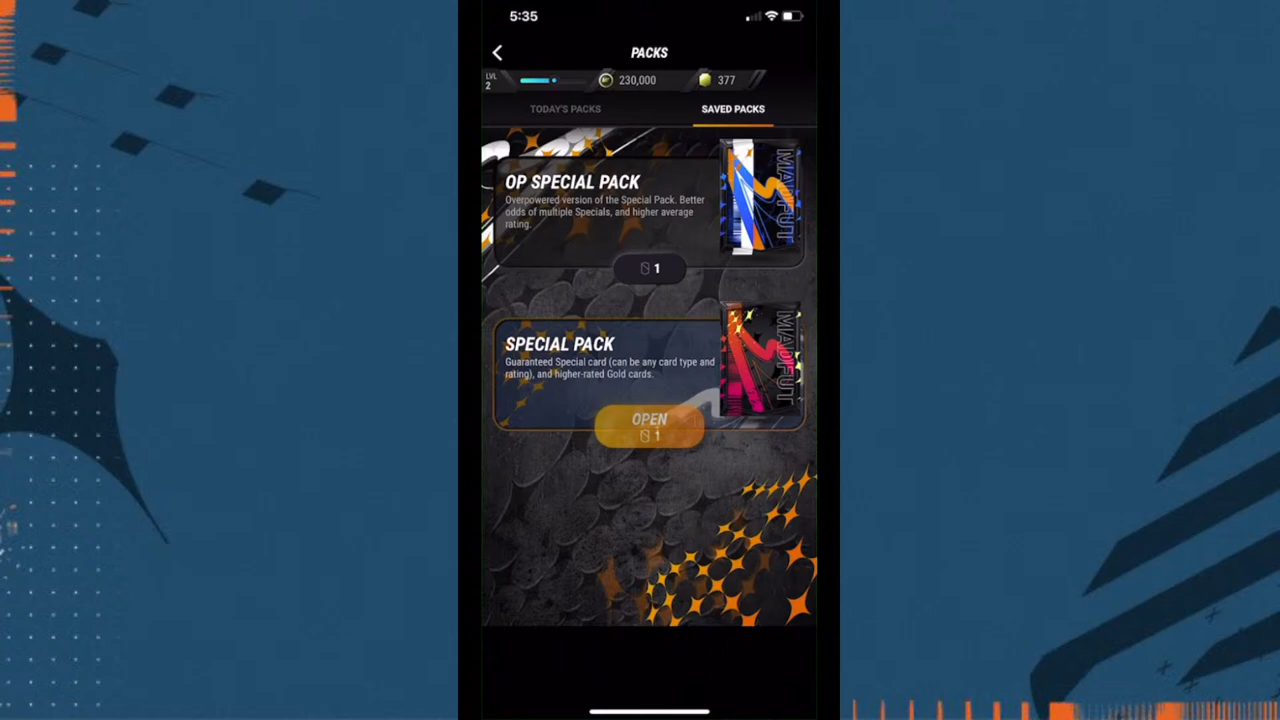 5:35
PACKS
LVL
2
230,000
377
TODAY'S PACKS
SAVED PACKS
OP SPECIAL PACK
Overpowered version of the Special Pack. Better
odds of multiple Specials, and higher average
rating.
MADFUT
1
SPECIAL PACK
Guaranteed Special card (can be any card type and
rating), and higher-rated Gold cards.
MADFUT
OPEN
1